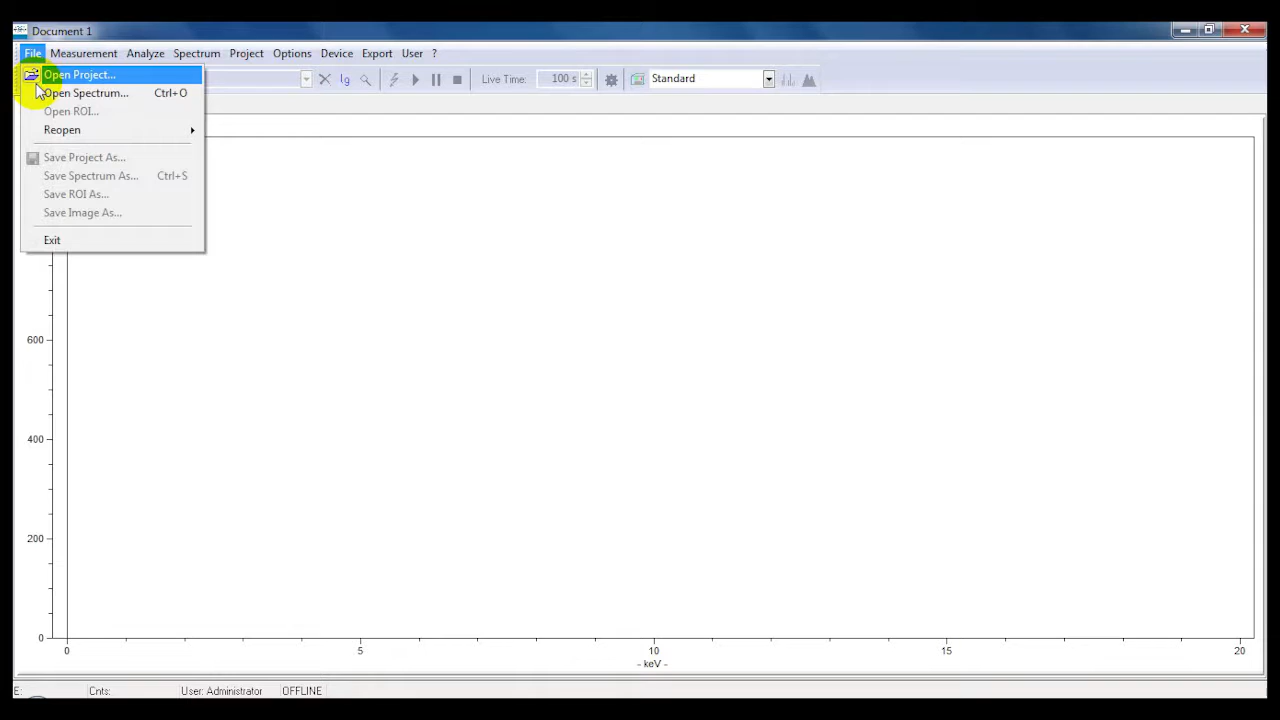 Document 1
File Measurement Analyze Spectrum Project Options Device Export User ?
Open Project...
lg Live Time: 100 s Standard
Open Spectrum... Ctrl+O
Open ROI...
Reopen
Save Project As...
Save Spectrum As... Ctrl+S
Save ROI As...
Save Image As...
Exit
600
400
200
0
0 5 10 15 20
- keV -
E: Cnts: User: Administrator OFFLINE